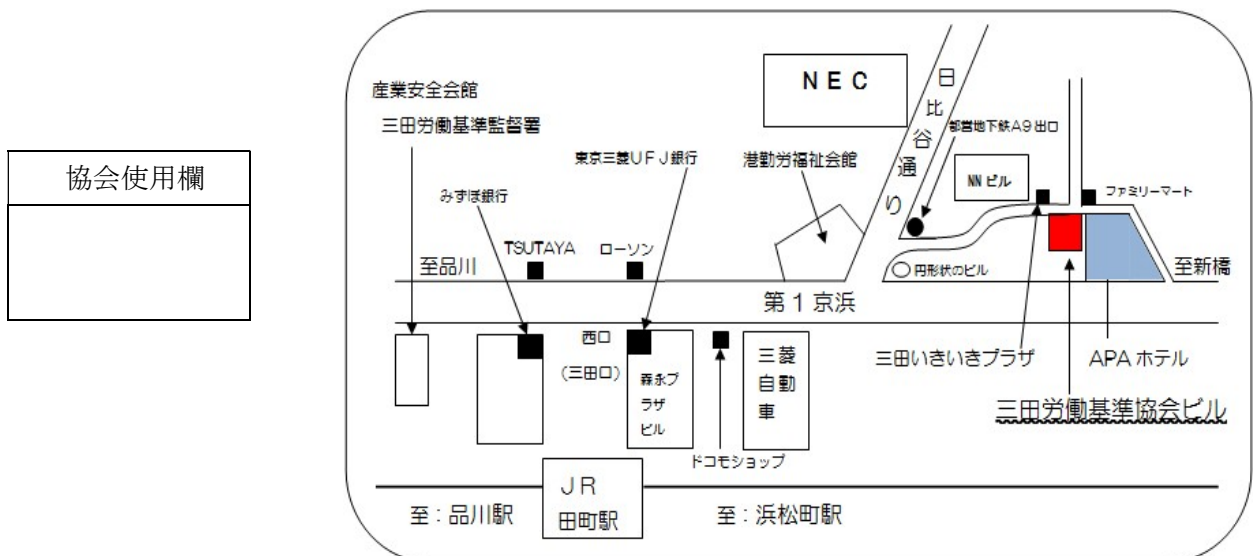 協会使用欄
産業安全会館
三田労働基準監督署
みずほ銀行
東京三菱UFJ銀行
港勤労福祉会館
NEC
日比谷通り
都営地下鉄A9出口
NNビル
ファミリーマート
TSUTAYA
ローソン
至品川
円形状のビル
至新橋
第1京浜
西口
(三田口)
森永プ
ラザ
ビル
三菱
自動
車
三田いきいきプラザ
APAホテル
三田労働基準協会ビル
ドコモショップ
JR
田町駅
至:品川駅
至:浜松町駅